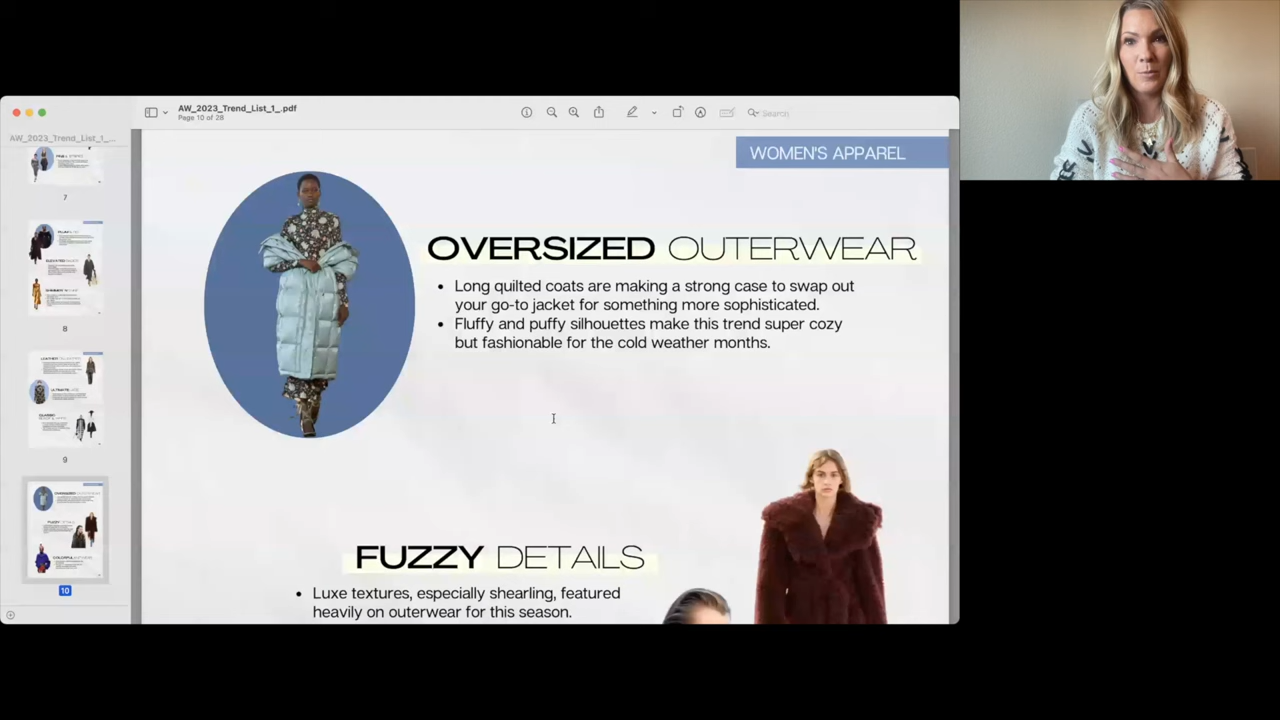 AW_2023_Trend_List_1_.pdf
Page 10 of 28
Search
AW_2023_Trend_List_1_...
7
8
9
10
WOMEN'S APPAREL
OVERSIZED OUTERWEAR
• Long quilted coats are making a strong case to swap out
your go-to jacket for something more sophisticated.
• Fluffy and puffy silhouettes make this trend super cozy
but fashionable for the cold weather months.
FUZZY DETAILS
• Luxe textures, especially shearling, featured
heavily on outerwear for this season.